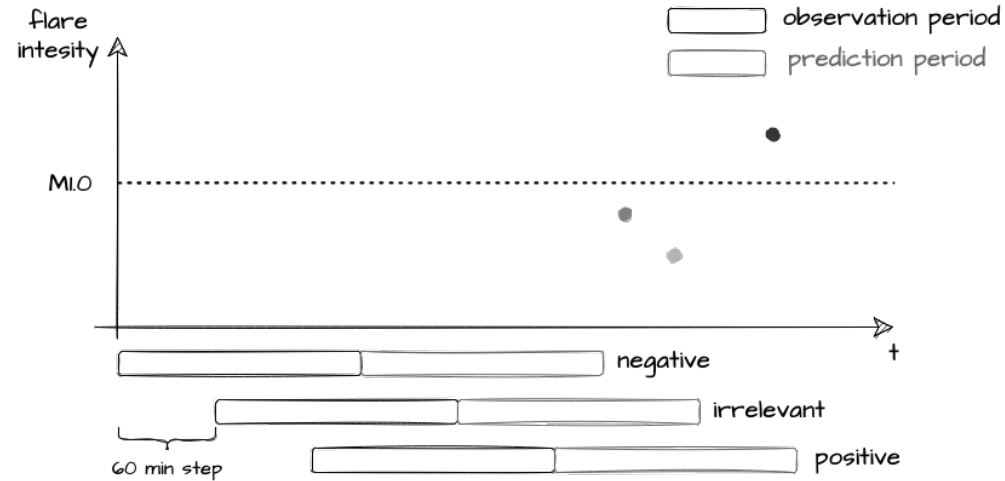 flare
intesity
observation period
prediction period
M1.0
t
negative
irrelevant
60 min step
positive